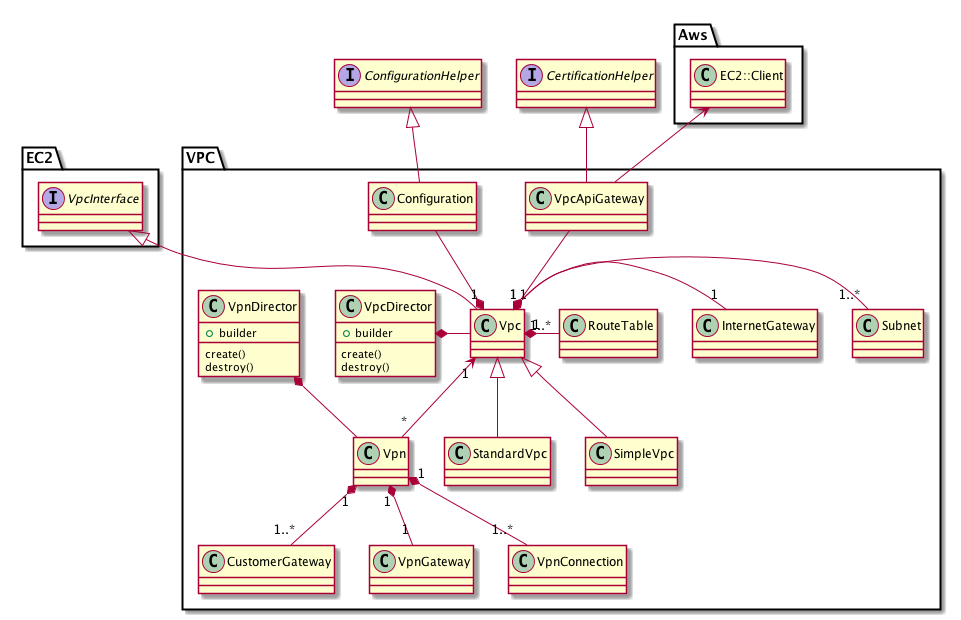 Aws
I ConfigurationHelper
I CertificationHelper
C EC2::Client
EC2
VPC
I VpcInterface
C Configuration
C VpcApiGateway
1
1
1
1
1..*
C VpnDirector
builder
create()
destroy()
C VpcDirector
builder
create()
destroy()
C Vpc
1
1..*
C RouteTable
C InternetGateway
C Subnet
1
*
C Vpn
C StandardVpc
C SimpleVpc
1
1
1
1..*
1
1..*
C CustomerGateway
C VpnGateway
C VpnConnection